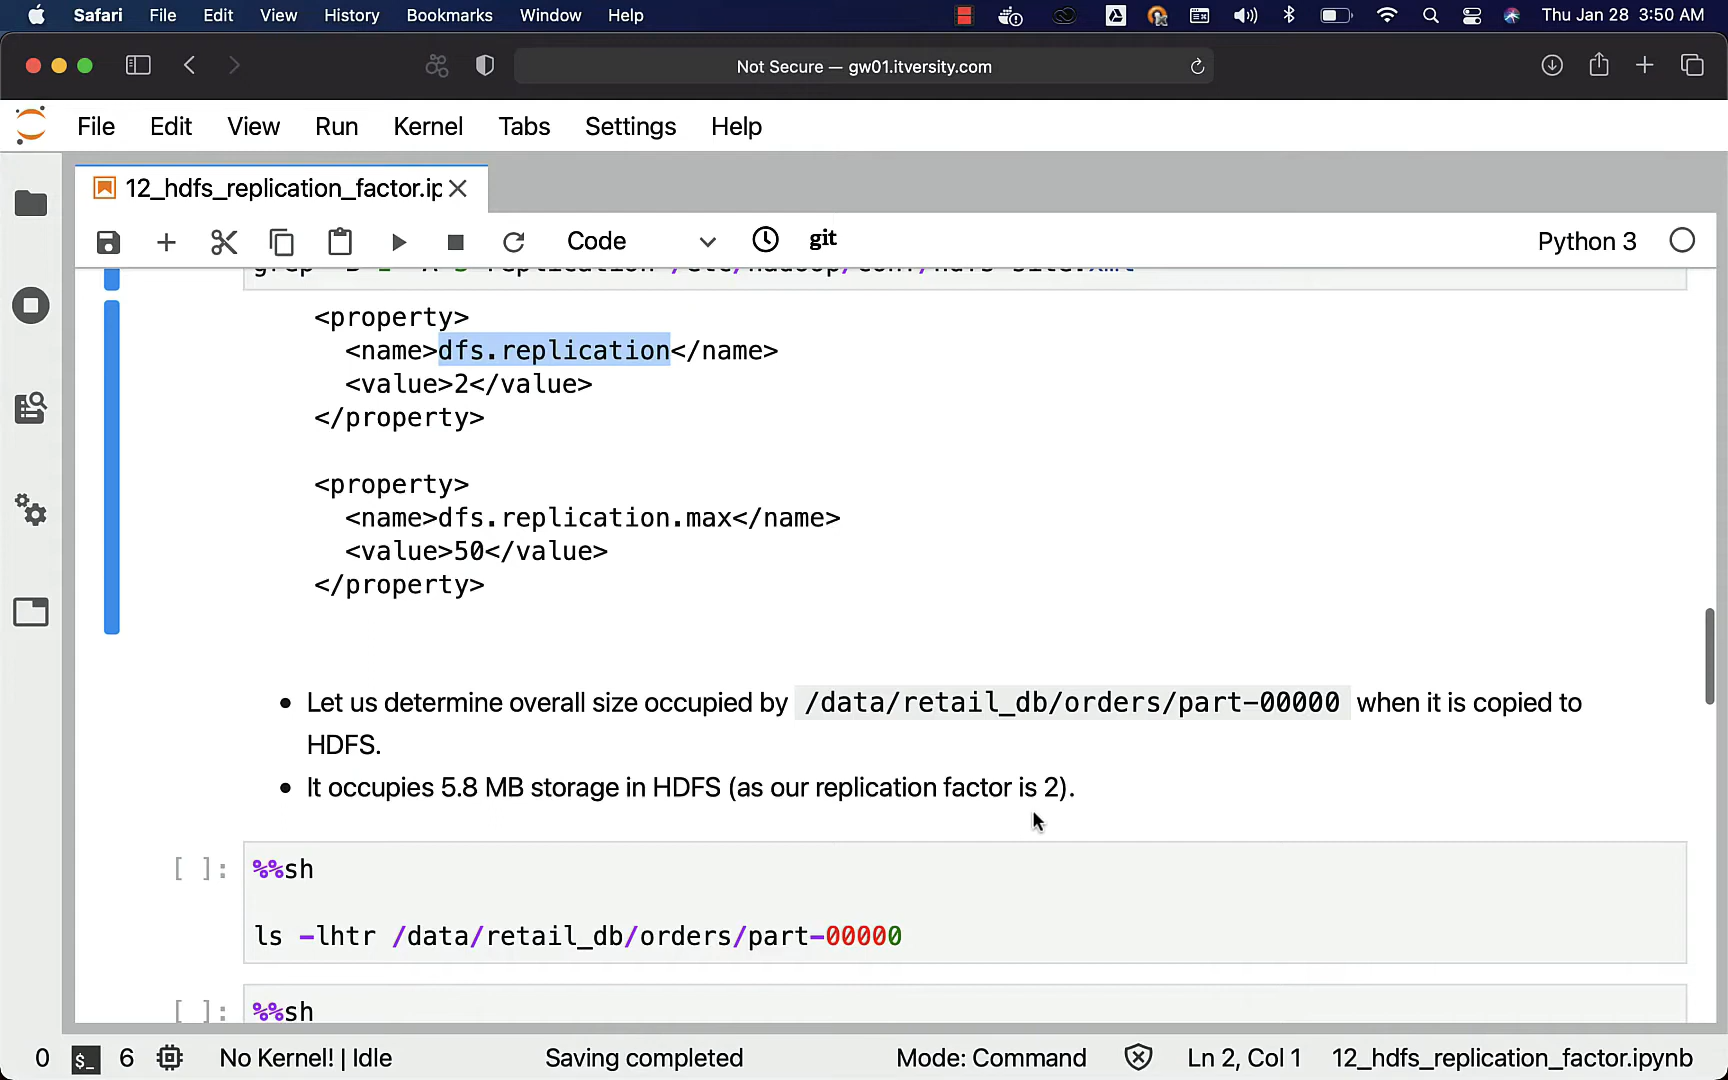 Safari File Edit View History Bookmarks Window Help Thu Jan 28 3:50 AM
Not Secure — gw01.itversity.com
File Edit View Run Kernel Tabs Settings Help
12_hdfs_replication_factor.ip
Code git Python 3
<property>
<name>dfs.replication</name>
<value>2</value>
</property>
<property>
<name>dfs.replication.max</name>
<value>50</value>
</property>
• Let us determine overall size occupied by /data/retail_db/orders/part-00000 when it is copied to
HDFS.
• It occupies 5.8 MB storage in HDFS (as our replication factor is 2).
[ ]: %%sh
ls -lhtr /data/retail_db/orders/part-00000
[ ]: %%sh
0 $_ 6 No Kernel! | Idle Saving completed Mode: Command Ln 2, Col 1 12_hdfs_replication_factor.ipynb